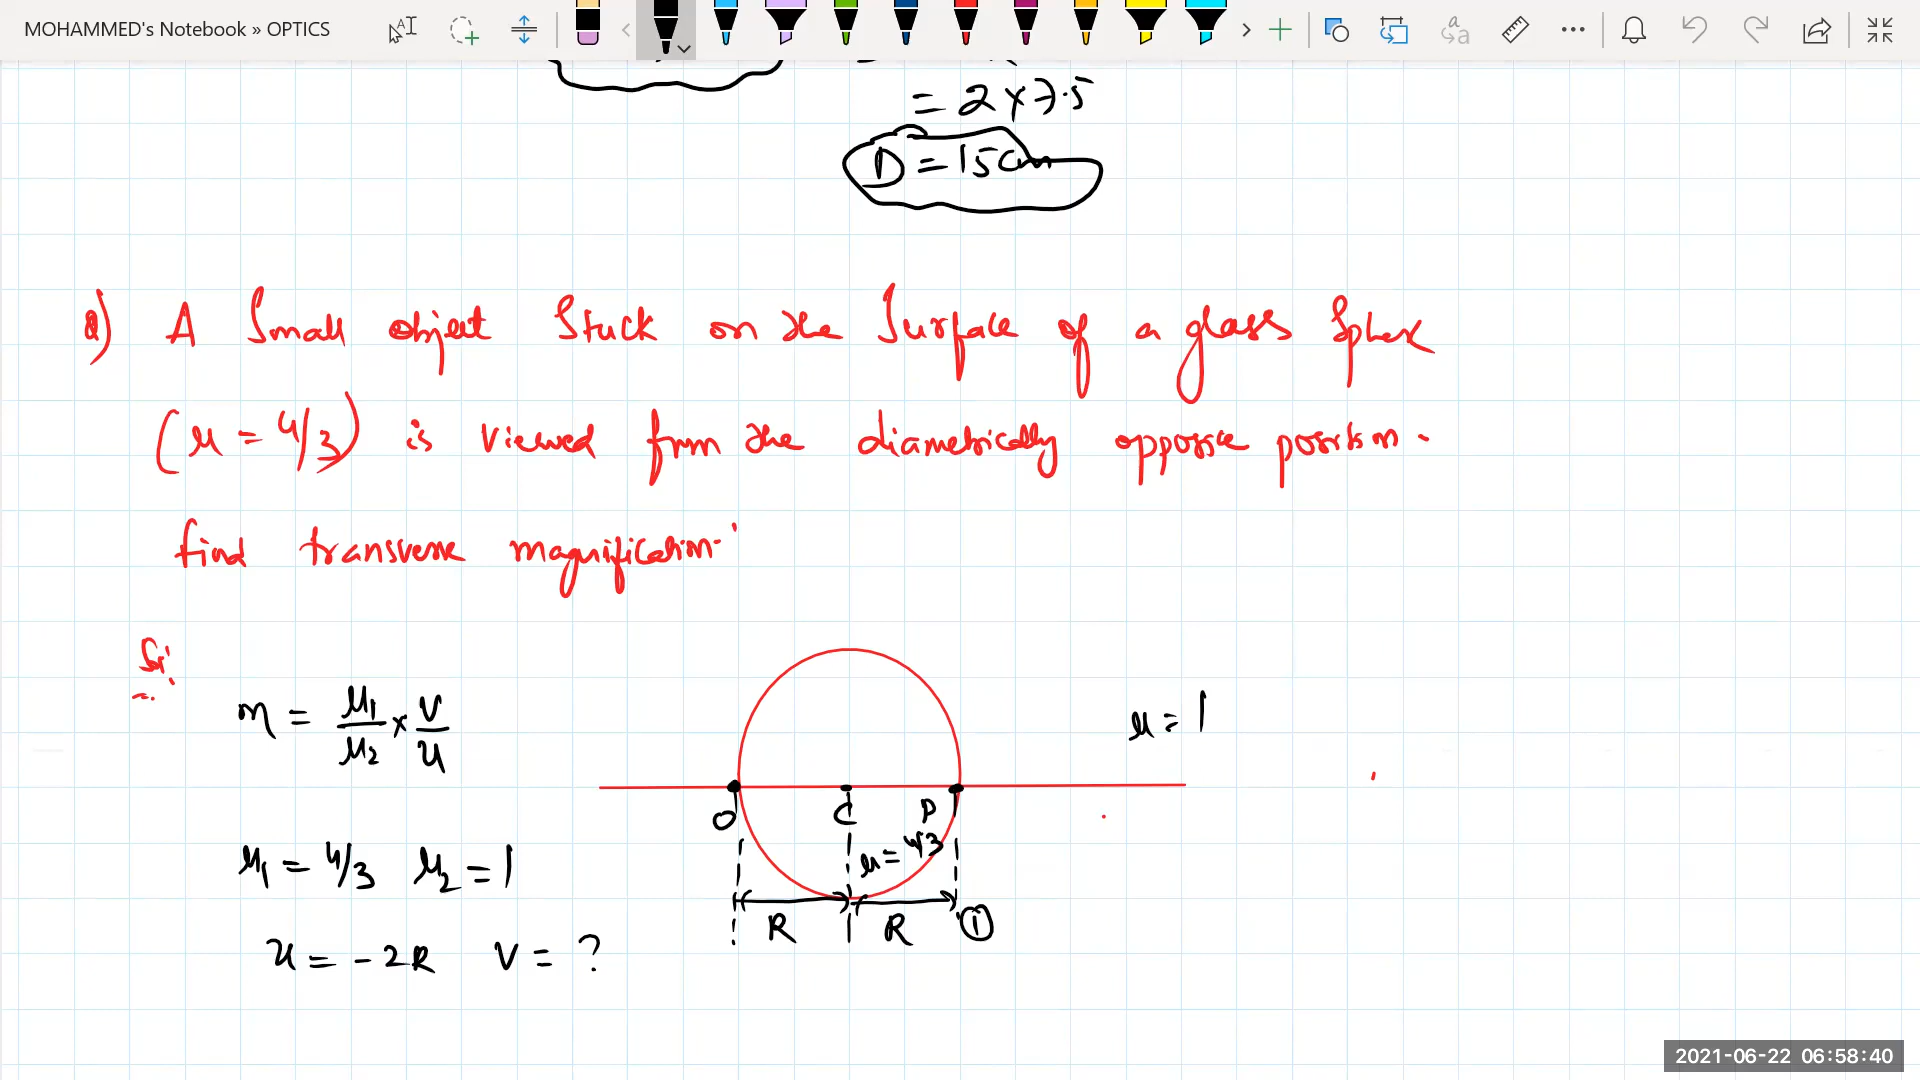 MOHAMMED's Notebook » OPTICS
= 2 x 7.5
D = 15 cm
Q) A Small object Stuck on the Surface of a glass Sphere
(μ = 4/3) is viewed from the diametrically opposite position.
find transverse magnification.
Sol:
m = μ1/μ2 x v/u
μ = 1
O C P
μ = 4/3
μ1 = 4/3 μ2 = 1
R R ①
u = - 2R v = ?
2021-06-22 06:58:40